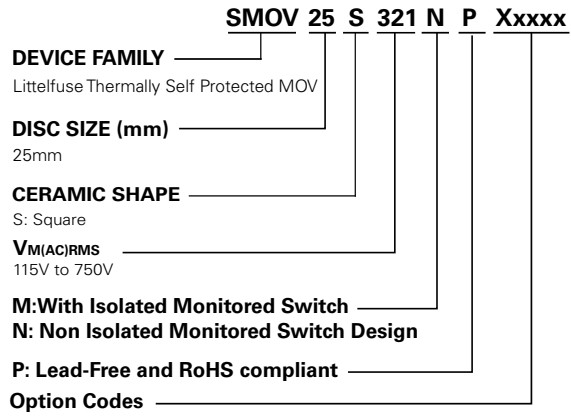 SMOV 25 S 321 N P Xxxxx
DEVICE FAMILY
Littelfuse Thermally Self Protected MOV
DISC SIZE (mm)
25mm
CERAMIC SHAPE
S: Square
VM(AC)RMS
115V to 750V
M:With Isolated Monitored Switch
N: Non Isolated Monitored Switch Design
P: Lead-Free and RoHS compliant
Option Codes